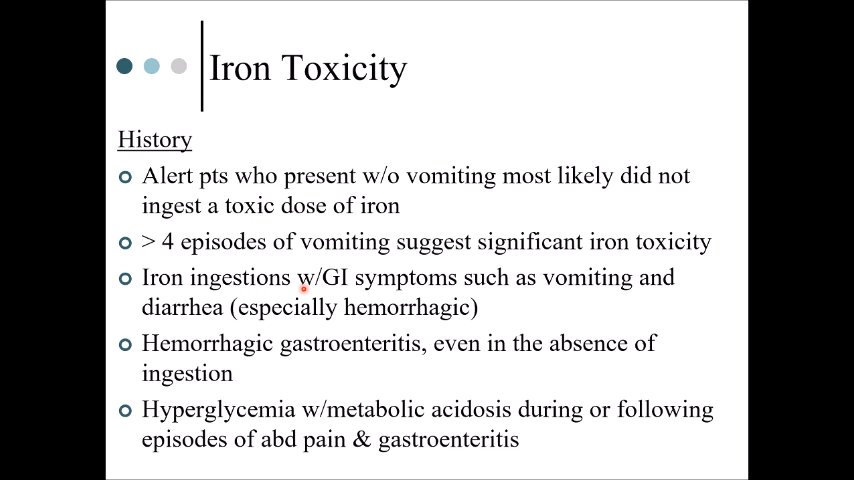 Iron Toxicity
History
Alert pts who present w/o vomiting most likely did not
ingest a toxic dose of iron
> 4 episodes of vomiting suggest significant iron toxicity
Iron ingestions w/GI symptoms such as vomiting and
diarrhea (especially hemorrhagic)
Hemorrhagic gastroenteritis, even in the absence of
ingestion
Hyperglycemia w/metabolic acidosis during or following
episodes of abd pain & gastroenteritis